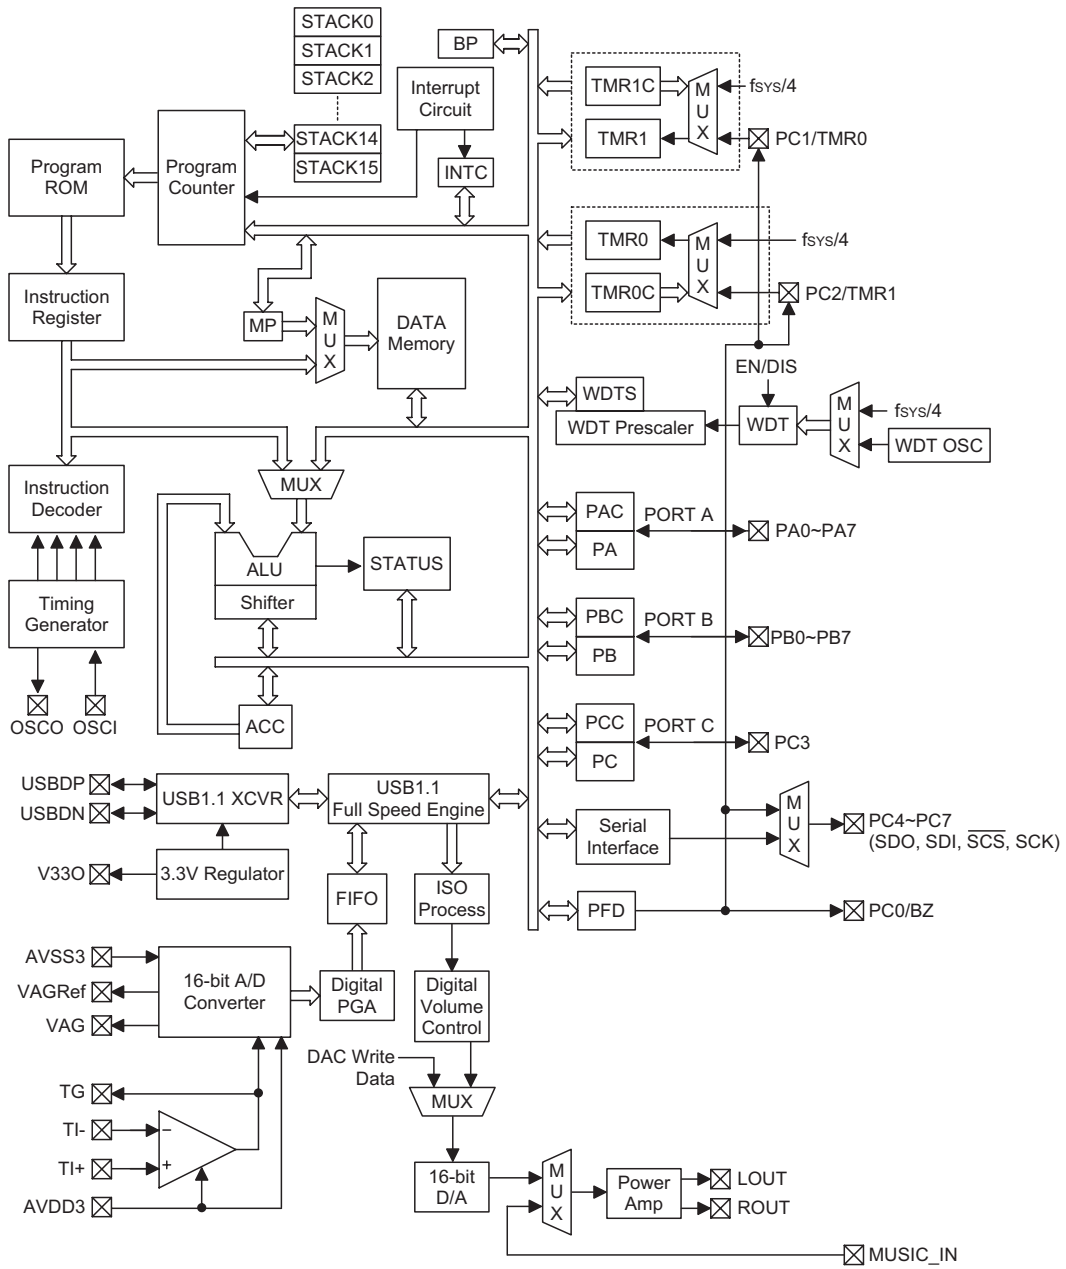 STACK0
STACK1
STACK2
STACK14
STACK15
BP
Interrupt
Circuit
INTC
Program
ROM
Program
Counter
Instruction
Register
MP
MUX
DATA
Memory
Instruction
Decoder
MUX
ALU
Shifter
STATUS
Timing
Generator
OSCO
OSCI
ACC
TMR1C
TMR1
MUX
fSYS/4
PC1/TMR0
TMR0
TMR0C
MUX
fSYS/4
PC2/TMR1
EN/DIS
WDTS
WDT Prescaler
WDT
MUX
fSYS/4
WDT OSC
PAC
PA
PORT A
PA0~PA7
PBC
PB
PORT B
PB0~PB7
PCC
PC
PORT C
PC3
Serial
Interface
MUX
PC4~PC7
(SDO, SDI, S̅C̅S̅, SCK)
PFD
PC0/BZ
USBDP
USBDN
USB1.1 XCVR
USB1.1
Full Speed Engine
V33O
3.3V Regulator
FIFO
ISO
Process
AVSS3
VAGRef
VAG
16-bit A/D
Converter
Digital
PGA
Digital
Volume
Control
DAC Write
Data
MUX
TG
TI-
TI+
−
+
AVDD3
16-bit
D/A
MUX
Power
Amp
LOUT
ROUT
MUSIC_IN